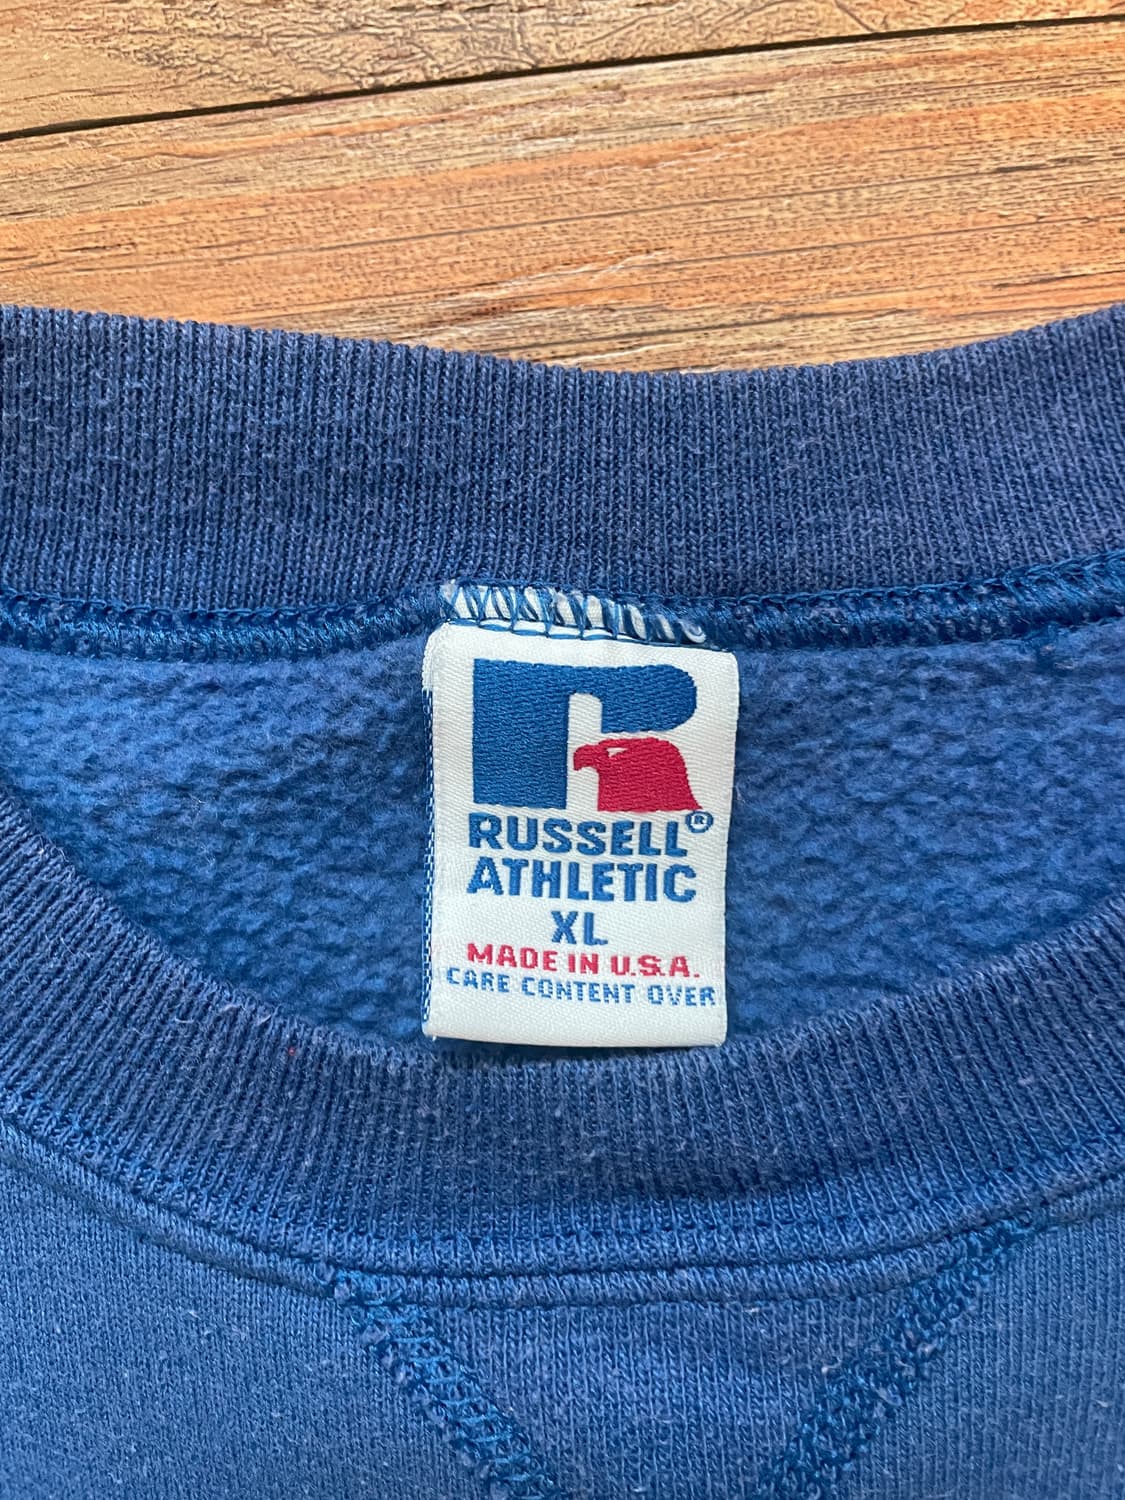 RUSSELL®
ATHLETIC
XL
MADE IN U.S.A.
CARE CONTENT OVER